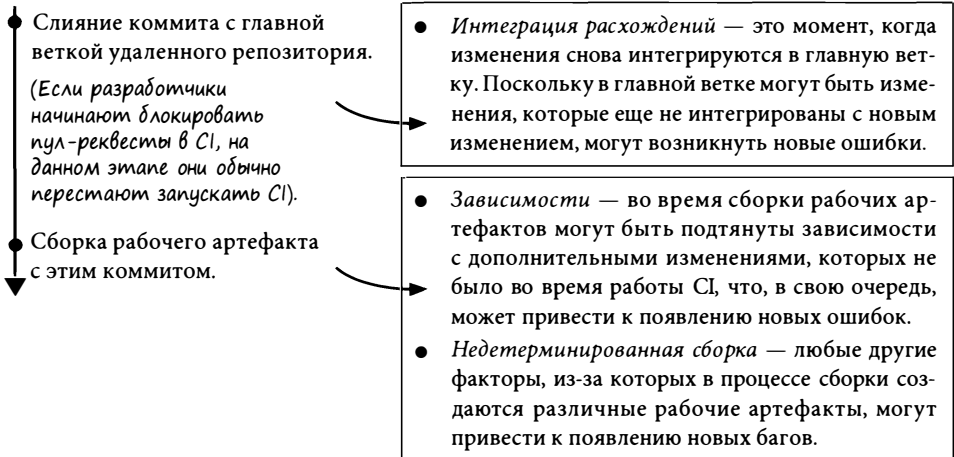 Слияние коммита с главной
веткой удаленного репозитория.
(Если разработчики
начинают блокировать
пул-реквесты в CI, на
данном этапе они обычно
перестают запускать CI).
Сборка рабочего артефакта
с этим коммитом.
● Интеграция расхождений — это момент, когда
изменения снова интегрируются в главную вет-
ку. Поскольку в главной ветке могут быть изме-
нения, которые еще не интегрированы с новым
изменением, могут возникнуть новые ошибки.
● Зависимости — во время сборки рабочих ар-
тефактов могут быть подтянуты зависимости
с дополнительными изменениями, которых не
было во время работы CI, что, в свою очередь,
может привести к появлению новых ошибок.
● Недетерминированная сборка — любые другие
факторы, из-за которых в процессе сборки соз-
даются различные рабочие артефакты, могут
привести к появлению новых багов.